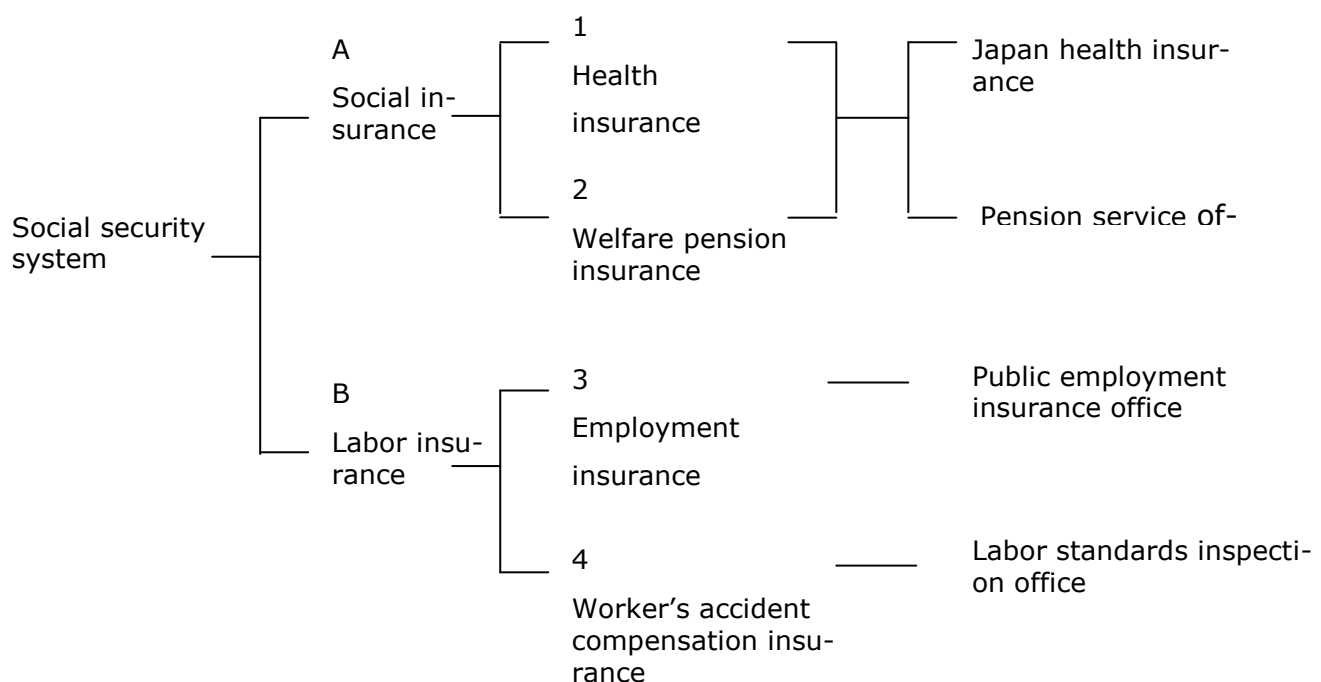 Social security
system
A
Social in-
surance
1
Health
insurance
2
Welfare pension
insurance
Japan health insur-
ance
Pension service of-
B
Labor insu-
rance
3
Employment
insurance
Public employment
insurance office
4
Worker’s accident
compensation insu-
rance
Labor standards inspecti-
on office